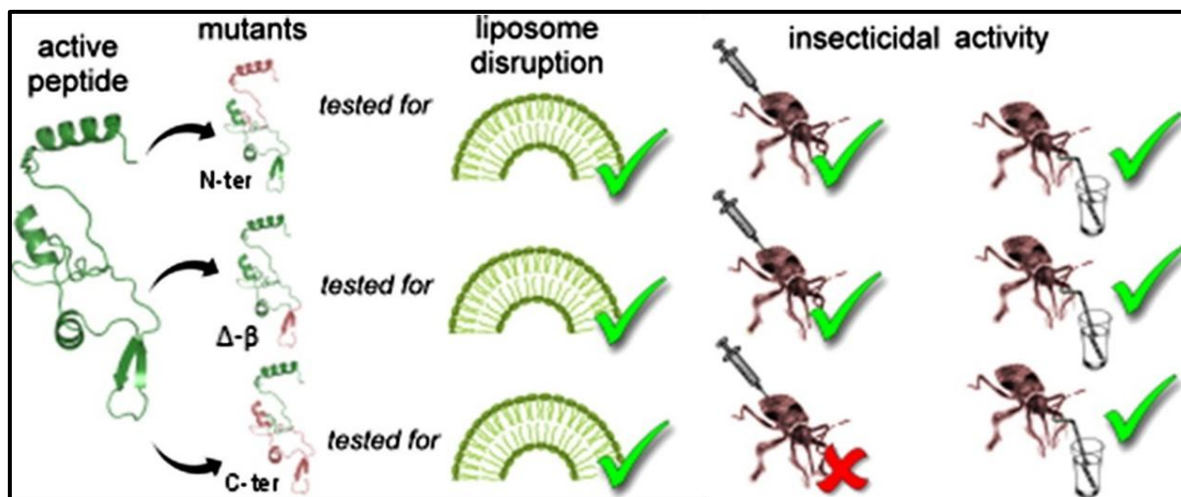 active
peptide
mutants
liposome
disruption
insecticidal activity
N-ter
tested for
Δ-β
tested for
C-ter
tested for